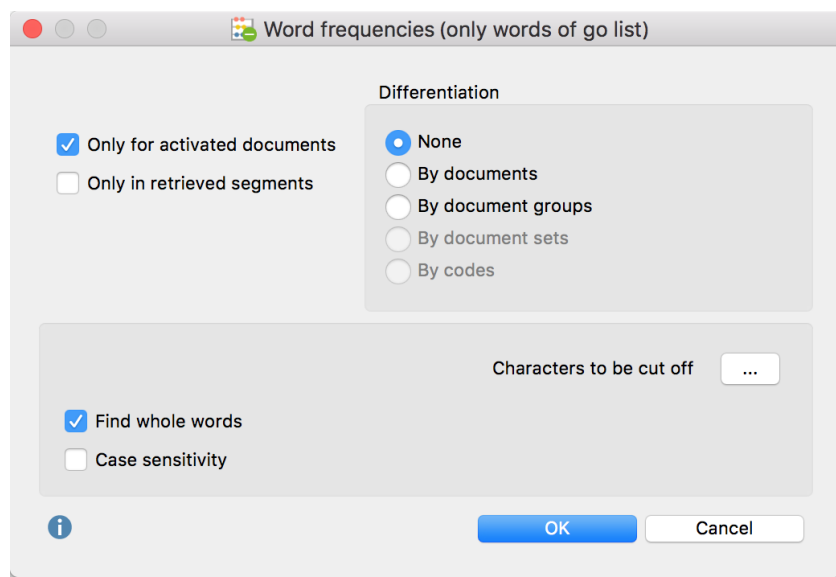 Word frequencies (only words of go list)
Differentiation
Only for activated documents
Only in retrieved segments
None
By documents
By document groups
By document sets
By codes
Characters to be cut off ...
Find whole words
Case sensitivity
OK Cancel